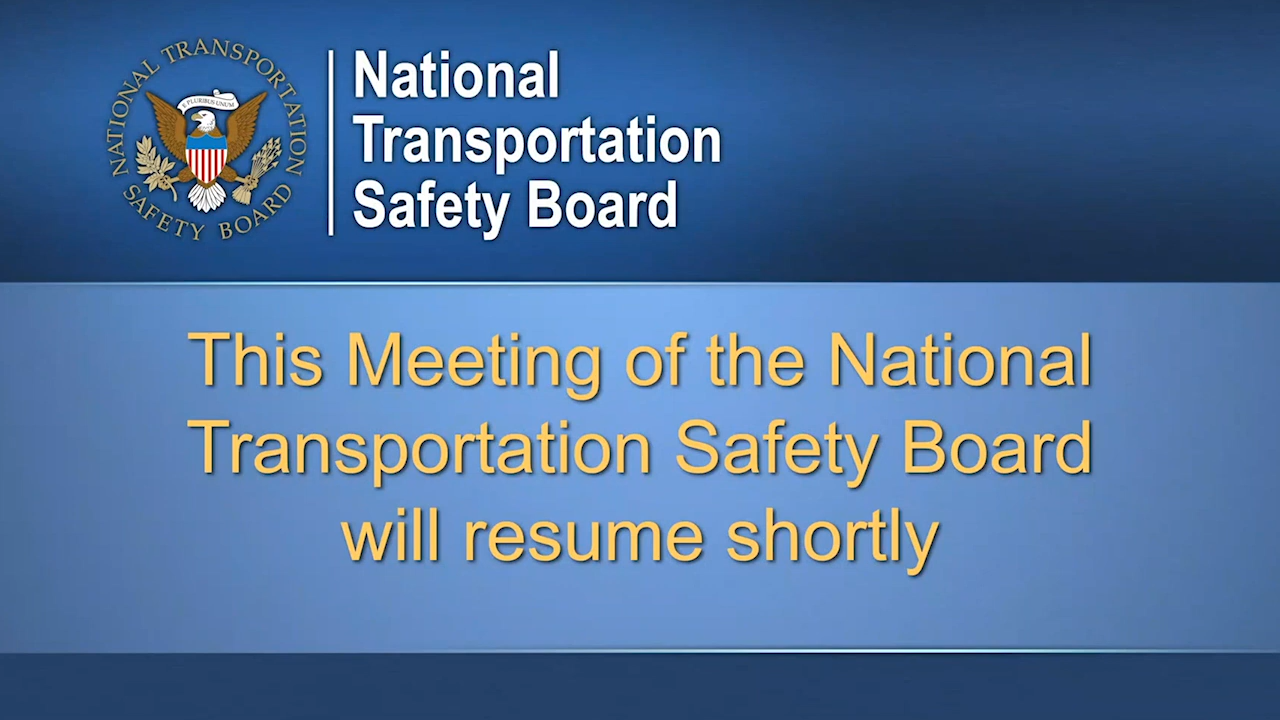 NATIONAL TRANSPORTATION
SAFETY BOARD
E PLURIBUS UNUM
National
Transportation
Safety Board
This Meeting of the National
Transportation Safety Board
will resume shortly